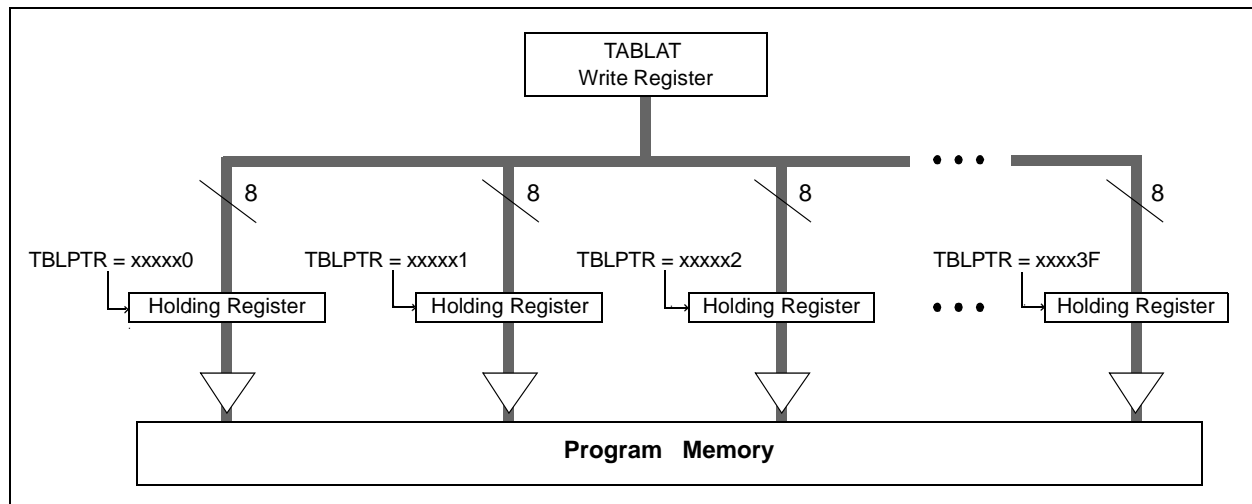 TABLAT
Write Register
8 8 8 8
TBLPTR = xxxxx0 TBLPTR = xxxxx1 TBLPTR = xxxxx2 TBLPTR = xxxx3F
Holding Register Holding Register Holding Register Holding Register
Program Memory